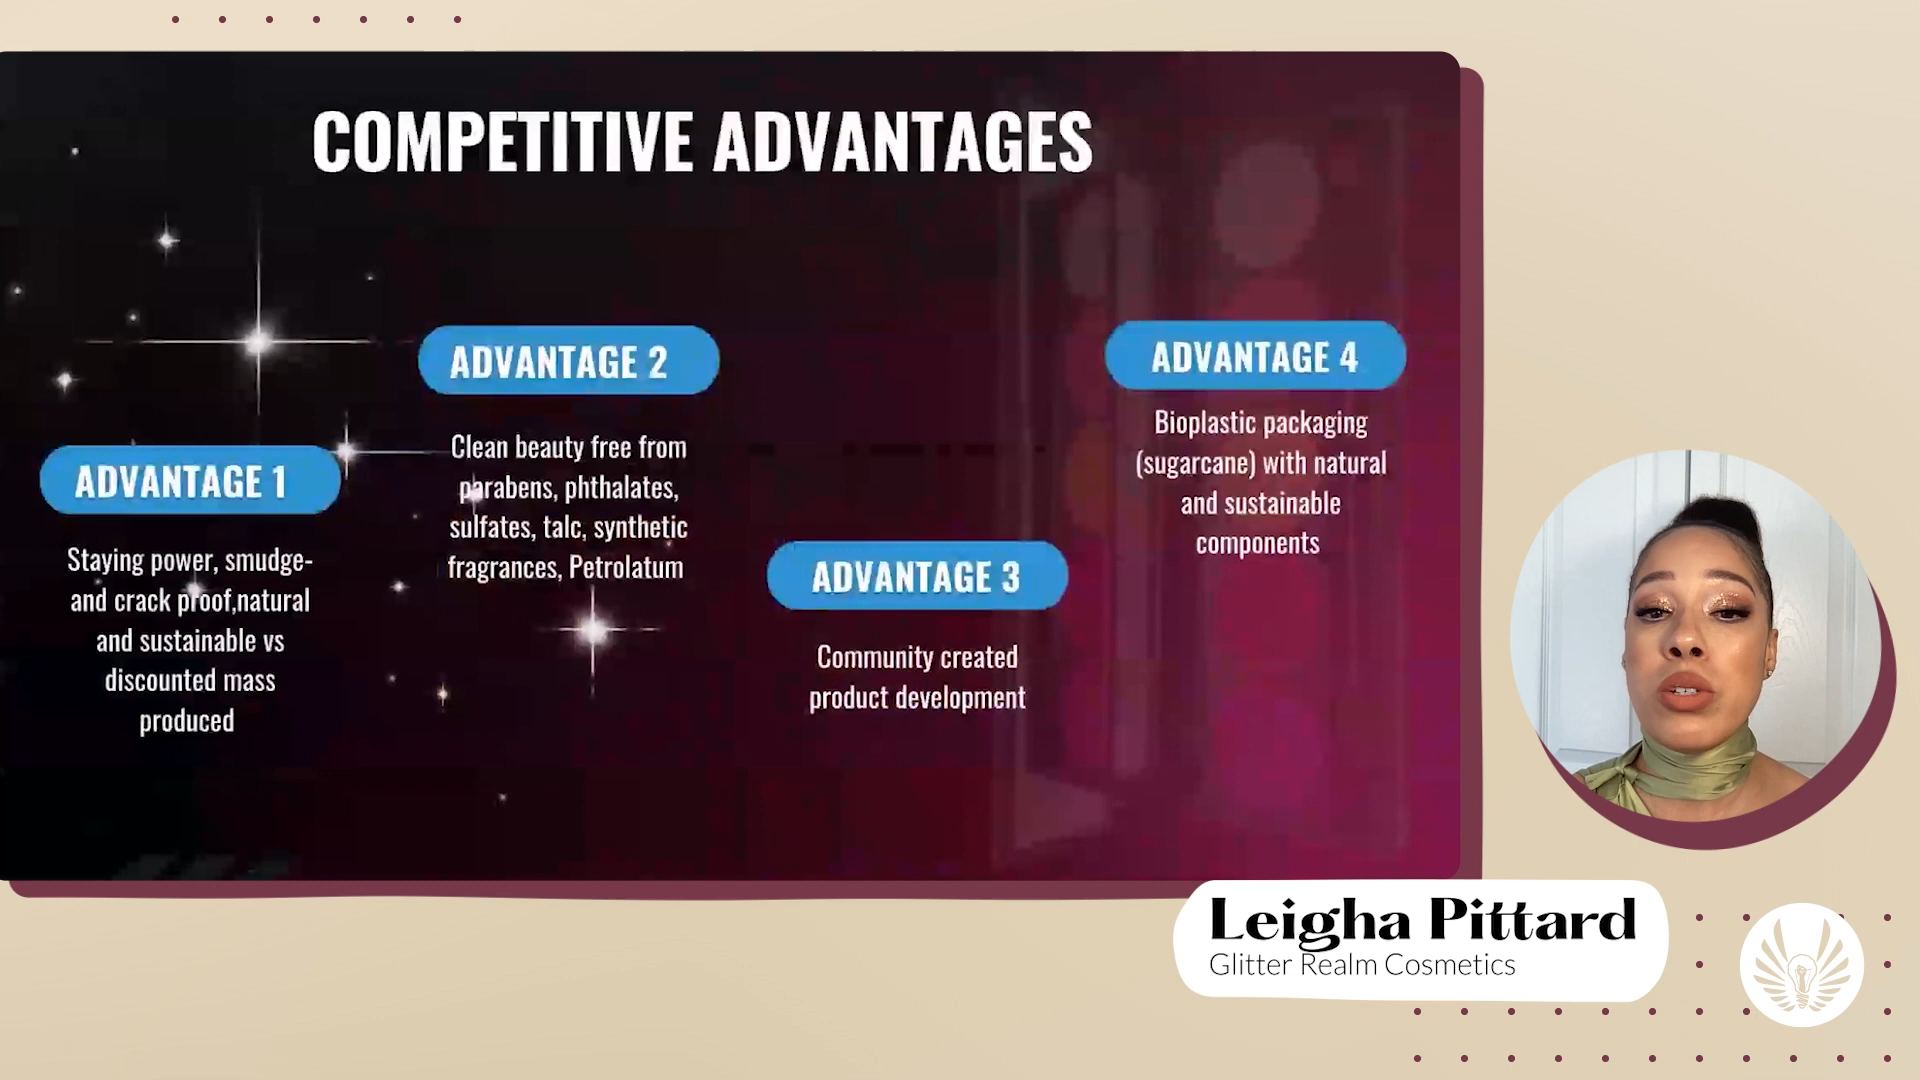 COMPETITIVE ADVANTAGES
ADVANTAGE 1
Staying power, smudge-
and crack proof,natural
and sustainable vs
discounted mass
produced
ADVANTAGE 2
Clean beauty free from
parabens, phthalates,
sulfates, talc, synthetic
fragrances, Petrolatum
ADVANTAGE 3
Community created
product development
ADVANTAGE 4
Bioplastic packaging
(sugarcane) with natural
and sustainable
components
Leigha Pittard
Glitter Realm Cosmetics